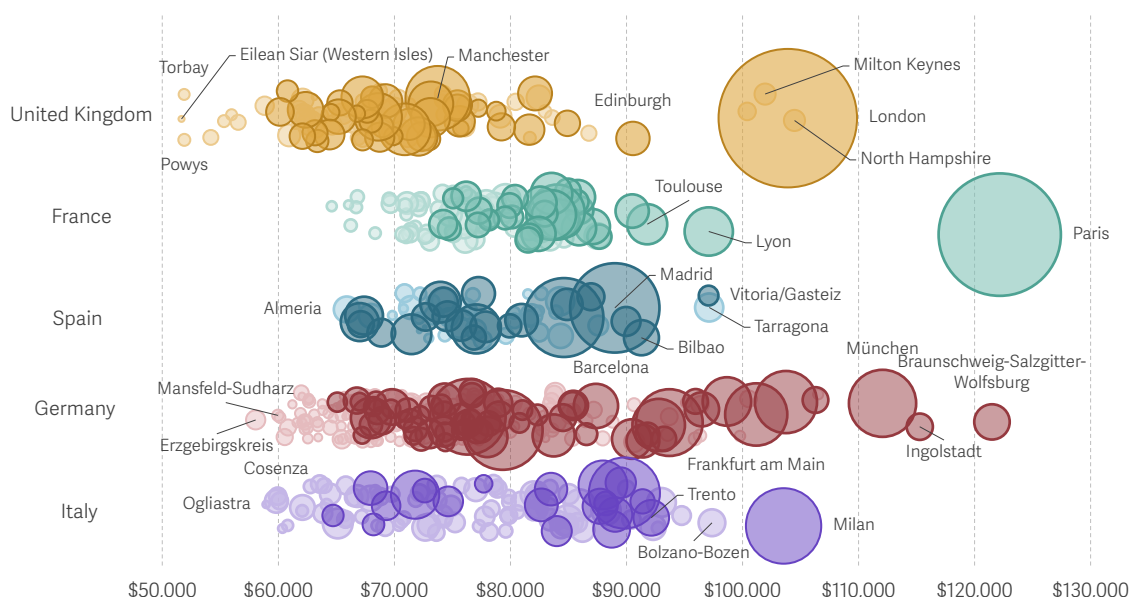 Eilean Siar (Western Isles)
Manchester
Torbay
Milton Keynes
Edinburgh
United Kingdom
London
North Hampshire
Powys
Toulouse
France
Paris
Lyon
Madrid
Vitoria/Gasteiz
Almeria
Spain
Tarragona
Bilbao
München
Braunschweig-Salzgitter-
Wolfsburg
Barcelona
Mansfeld-Sudharz
Germany
Erzgebirgskreis
Ingolstadt
Cosenza
Frankfurt am Main
Ogliastra
Trento
Italy
Milan
Bolzano-Bozen
$50.000 $60.000 $70.000 $80.000 $90.000 $100.000 $110.000 $120.000 $130.000